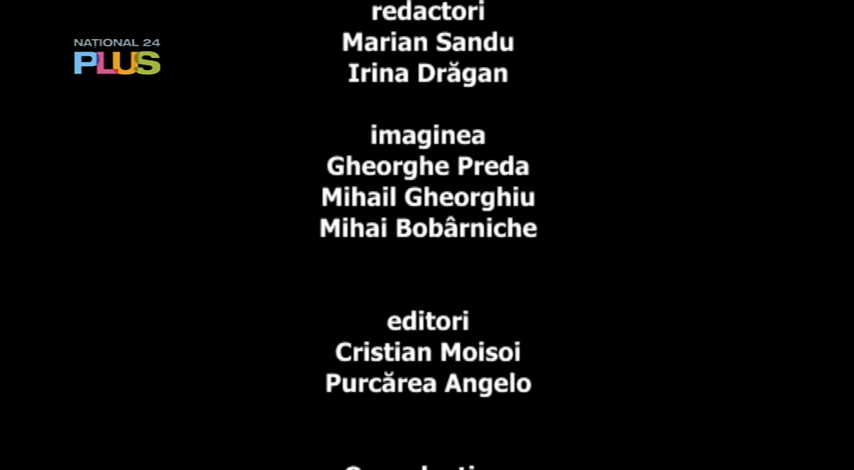 redactori
NAȚIONAL 24
PLUS
Marian Sandu
Irina Drăgan
imaginea
Gheorghe Preda
Mihail Gheorghiu
Mihai Bobârniche
editori
Cristian Moisoi
Purcărea Angelo